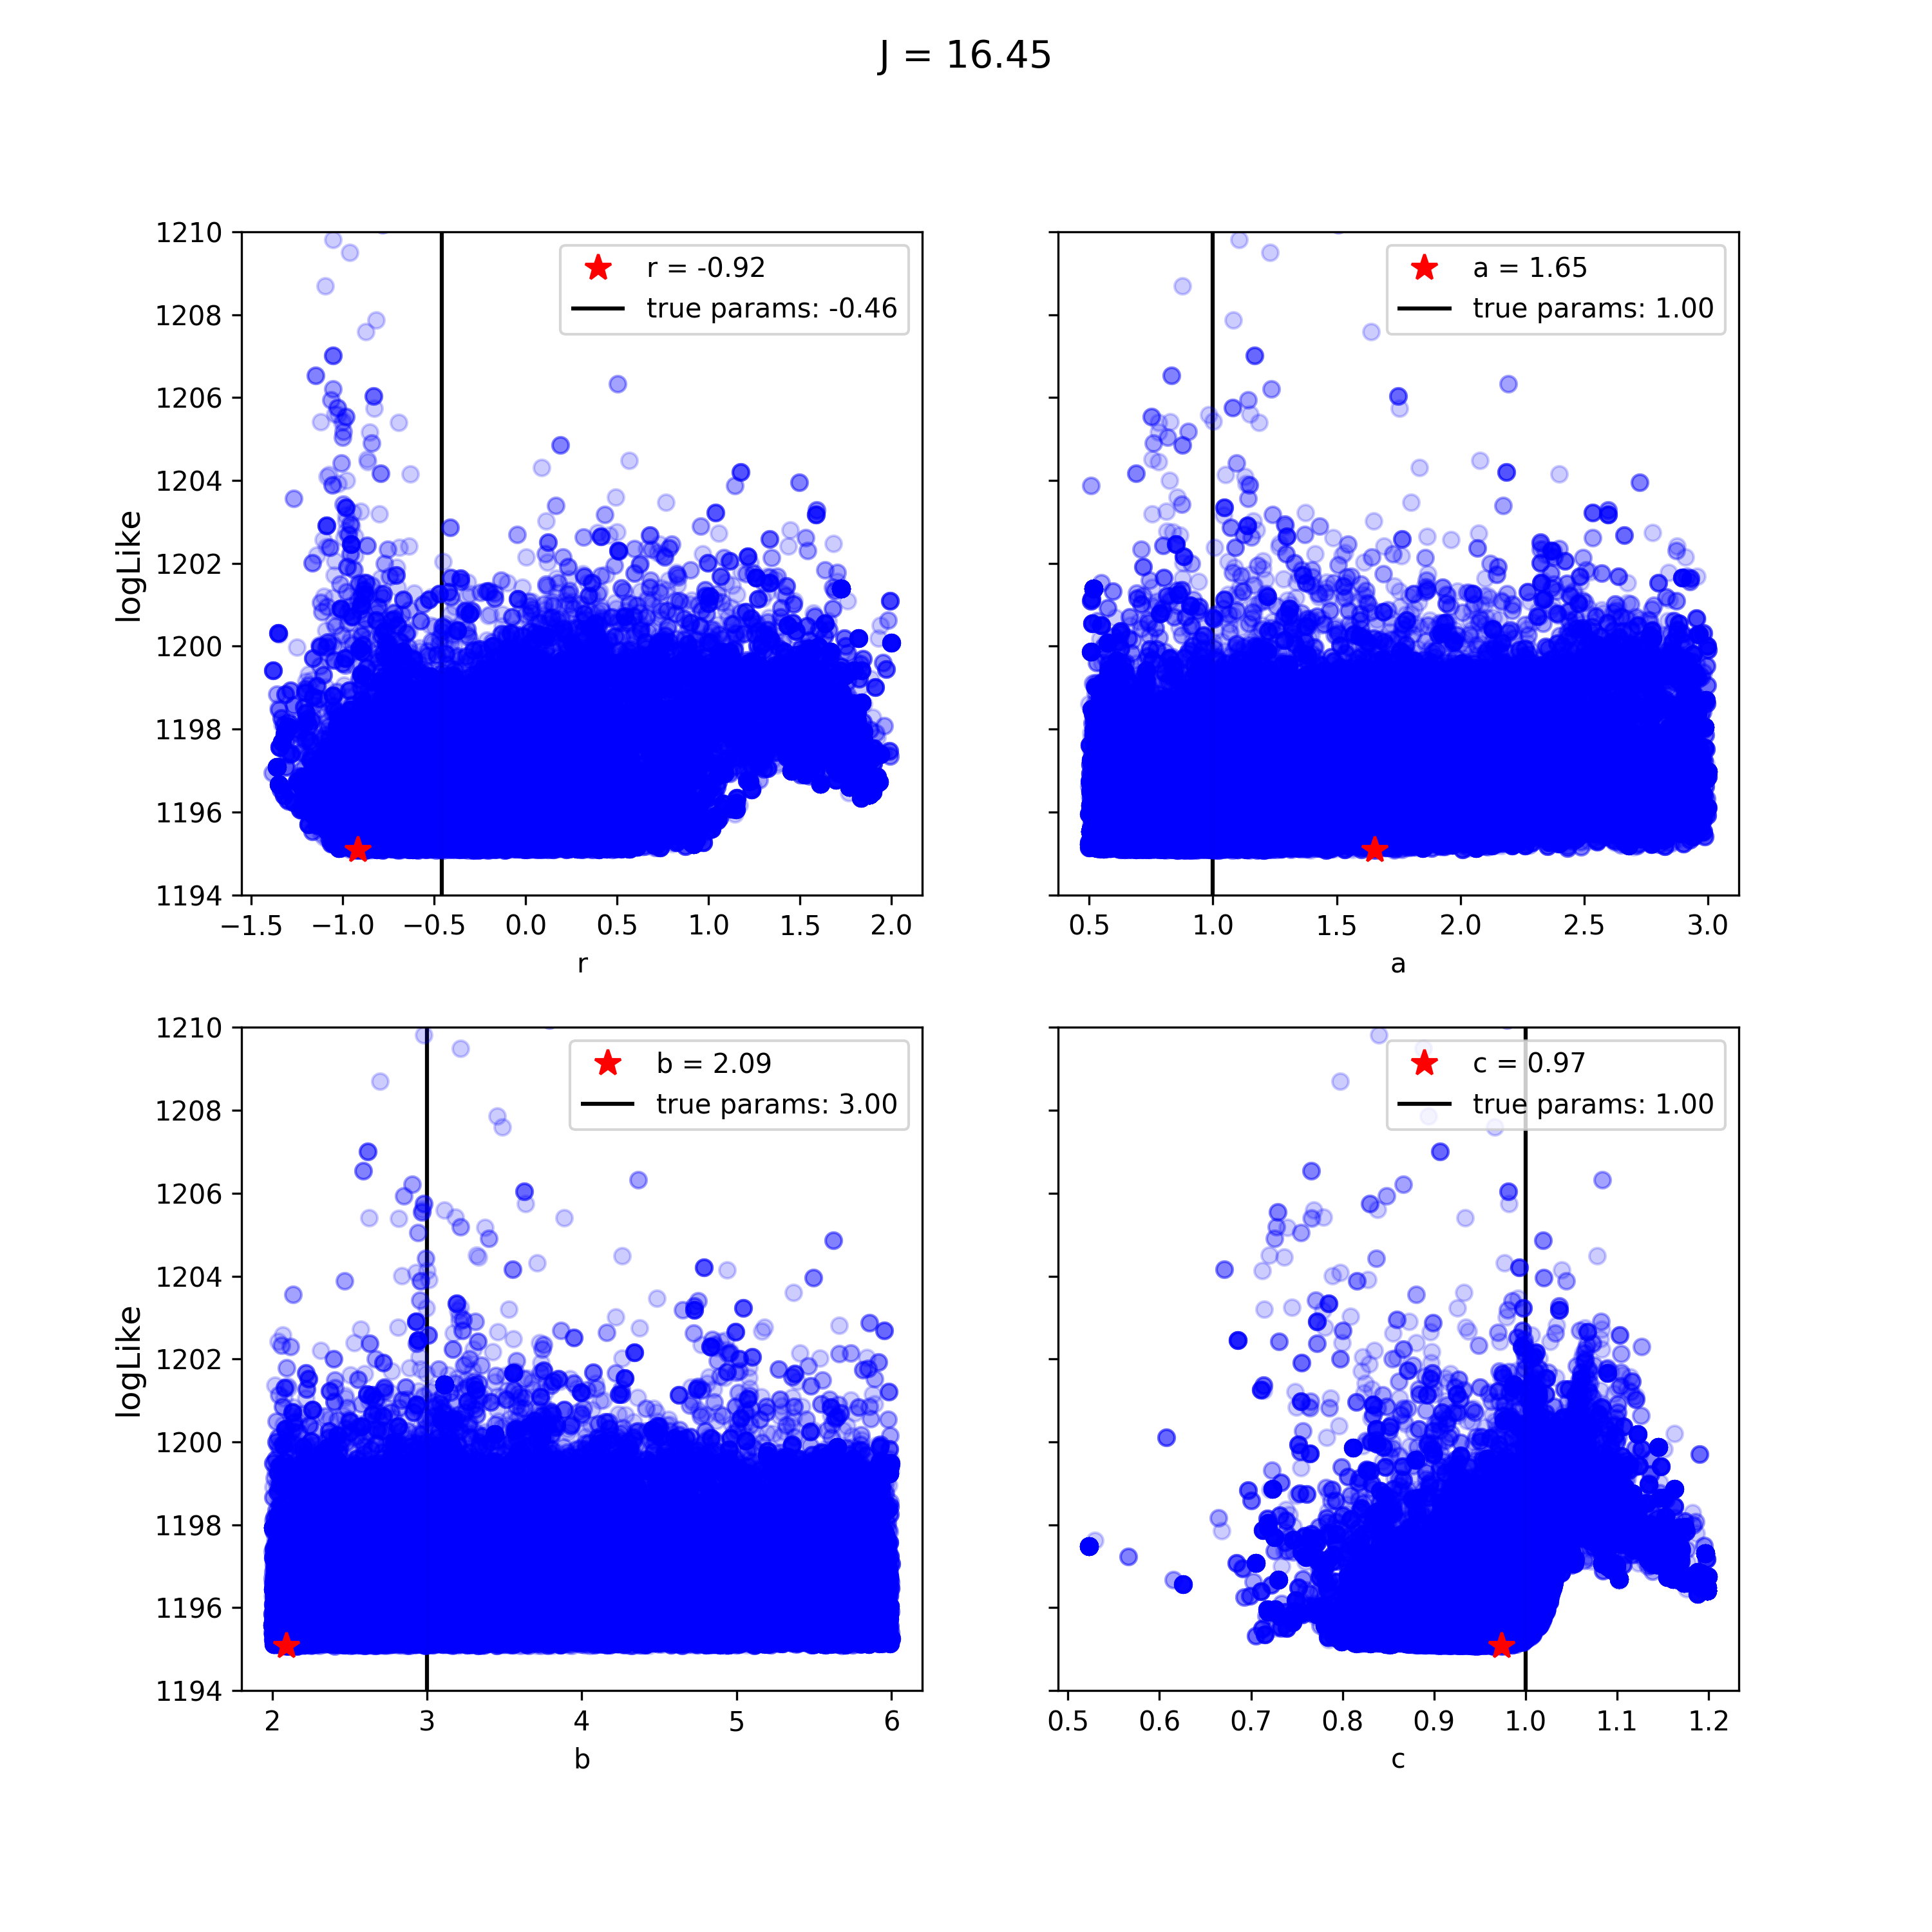 J = 16.45
1210
1208
1206
1204
1202
1200
1198
1196
1194
logLike
r = -0.92
true params: -0.46
−1.5 −1.0 −0.5 0.0 0.5 1.0 1.5 2.0
r
a = 1.65
true params: 1.00
0.5 1.0 1.5 2.0 2.5 3.0
a
1210
1208
1206
1204
1202
1200
1198
1196
1194
logLike
b = 2.09
true params: 3.00
2 3 4 5 6
b
c = 0.97
true params: 1.00
0.5 0.6 0.7 0.8 0.9 1.0 1.1 1.2
c